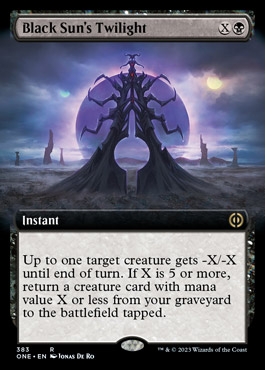 Black Sun's Twilight X
Instant
Up to one target creature gets -X/-X
until end of turn. If X is 5 or more,
return a creature card with mana
value X or less from your graveyard
to the battlefield tapped.
383 R
ONE • EN Jonas De Ro
™ & © 2023 Wizards of the Coast